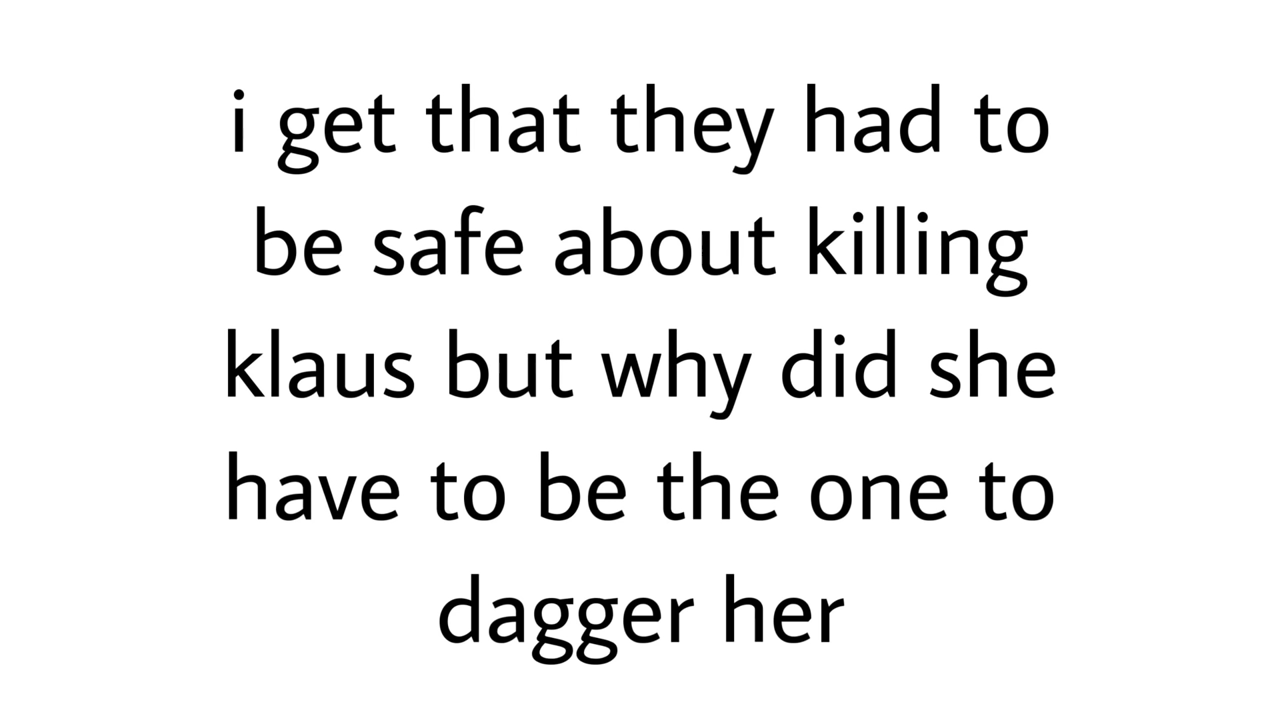 i get that they had to
be safe about killing
klaus but why did she
have to be the one to
dagger her